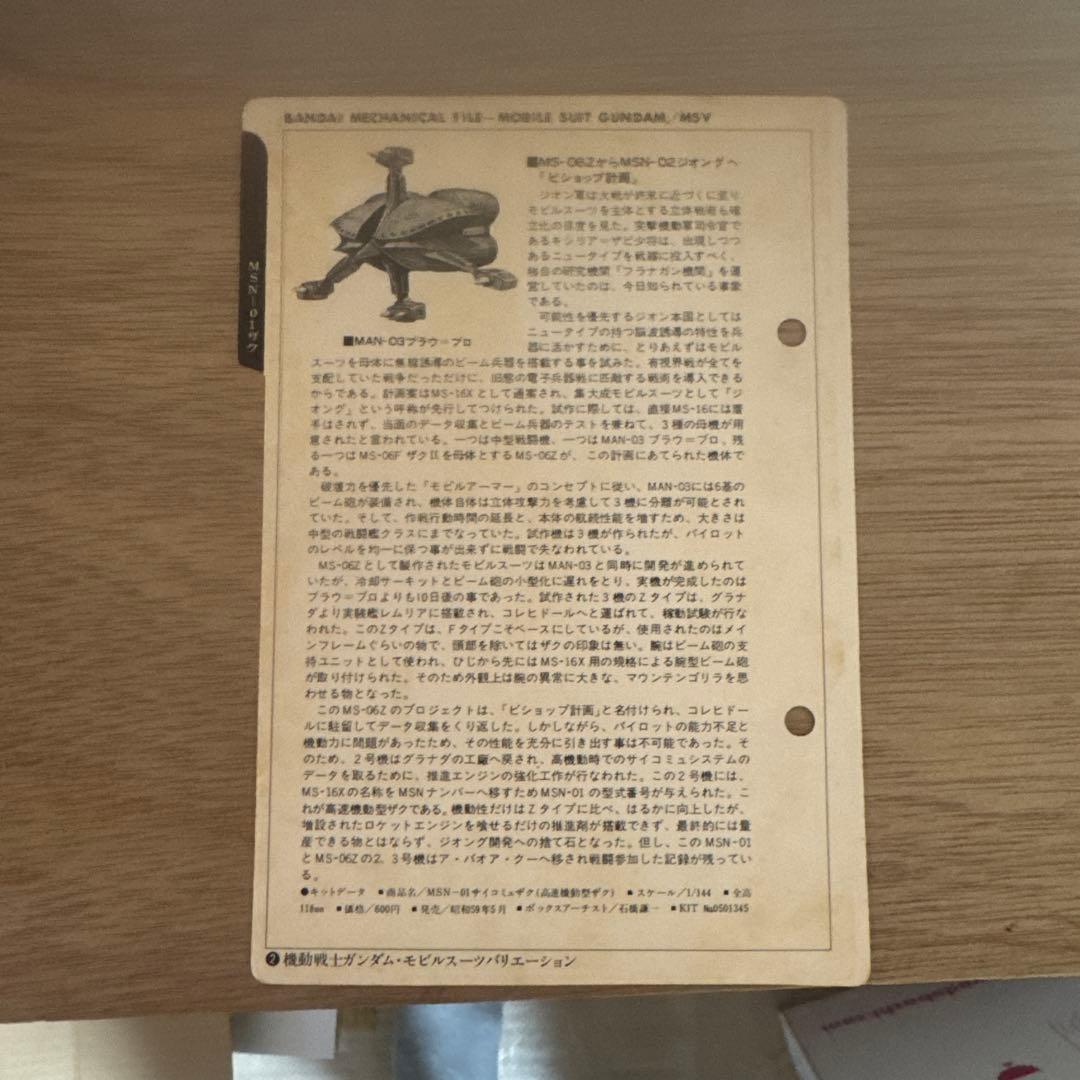 BANDAI MECHANICAL FILE—MOBILE SUIT GUNDAM/MSV
MSN-01ザク
■MAN-03ブラウ=ブロ
■MS-06ZからMSN-02ジオングへ
「ビショップ計画」
ジオン軍は大戦が終末に近づくに至り
モビルスーツを主体とする立体戦術も確
立化の限度を見た。突撃機動軍司令官で
あるキシリア=ザビ少将は、出現しつつ
あるニュータイプを戦線に投入すべく、
独自の研究機関「フラナガン機関」を運
営していたのは、今日知られている事象
である。
可能性を優先するジオン本国としては
ニュータイプの持つ脳波誘導の特性を兵
器に活かすために、とりあえずはモビル
スーツを母体に無線誘導のビーム兵器を搭載する事を試みた。有視界戦が全てを
支配していた戦争だっただけに、旧態の電子兵器戦に匹敵する戦術を導入できる
からである。計画案はMS-16Xとして通案され、集大成モビルスーツとして「ジ
オング」という呼称が先行してつけられた。試作に際しては、直接MS-16には着
手はされず、当面のデータ収集とビーム兵器のテストを兼ねて、3種の母機が用
意されたと言われている。一つは中型戦闘機、一つはMAN-03ブラウ=ブロ、残
る一つはMS-06FザクⅡを母体とするMS-06Zが、この計画にあてられた機体で
ある。
破壊力を優先した「モビルアーマー」のコンセプトに従い、MAN-03には6基の
ビーム砲が装備され、機体自体は立体攻撃力を考慮して3機に分離が可能とされ
ていた。そして、作戦行動時間の延長と、本体の航続性能を増すため、大きさは
中型の戦闘艦クラスにまでなっていた。試作機は3機が作られたが、パイロット
のレベルを均一に保つ事が出来ずに戦闘で失なわれている。
MS-06Zとして製作されたモビルスーツはMAN-03と同時に開発が進められて
いたが、冷却サーキットとビーム砲の小型化に遅れをとり、実機が完成したのは
ブラウ=ブロよりも10日後の事であった。試作された3機のZタイプは、グラナ
ダより実験艦レムリアに搭載され、コレヒドールへと運ばれて、稼動試験が行な
われた。このZタイプは、Fタイプこそベースにしているが、使用されたのはメイ
ンフレームぐらいの物で、頭部を除いてはザクの印象は無い。腕はビーム砲の支
持ユニットとして使われ、ひじから先にはMS-16X用の規格による腕型ビーム砲
が取り付けられた。そのため外観上は腕の異常に大きな、マウンテンゴリラを思
わせる物となった。
このMS-06Zのプロジェクトは、「ビショップ計画」と名付けられ、コレヒドー
ルに駐留してデータ収集をくり返した。しかしながら、パイロットの能力不足と
機動力に問題があったため、その性能を充分に引き出す事は不可能であった。そ
のため、2号機はグラナダの工廠へ戻され、高機動時でのサイコミュシステムの
データを取るために、推進エンジンの強化工作が行なわれた。この2号機には、
MS-16Xの名称をMSNナンバーへ移すためMSN-01の型式番号が与えられた。こ
れが高速機動型ザクである。機動性だけはZタイプに比べ、はるかに向上したが、
増設されたロケットエンジンを喰せるだけの推進剤が搭載できず、最終的には量
産できる物とはならず、ジオング開発への捨て石となった。但し、このMSN-01
とMS-06Zの2、3号機はア・バオア・クーへ移され戦闘参加した記録が残ってい
る。
●キットデータ ■商品名/MSN-01サイコミュザク(高速機動型ザク) ■スケール/1/144 ■全高
118mm ■価格/600円 ■発売/昭和59年5月 ■ボックスアーチスト/石橋謙一 ■KIT No.0501345
❷機動戦士ガンダム・モビルスーツバリエーション